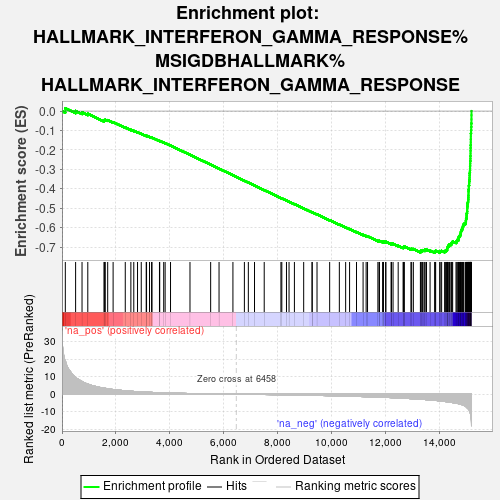 Enrichment plot:
HALLMARK_INTERFERON_GAMMA_RESPONSE%
MSIGDBHALLMARK%
HALLMARK_INTERFERON_GAMMA_RESPONSE
Enrichment score (ES)
0.0
-0.1
-0.2
-0.3
-0.4
-0.5
-0.6
-0.7
'na_pos' (positively correlated)
Ranked list metric (PreRanked)
30
20
10
0
-10
-20
Zero cross at 6458
'na_neg' (negatively correlated)
0
2,000
4,000
6,000
8,000
10,000
12,000
14,000
Rank in Ordered Dataset
Enrichment profile
Hits
Ranking metric scores